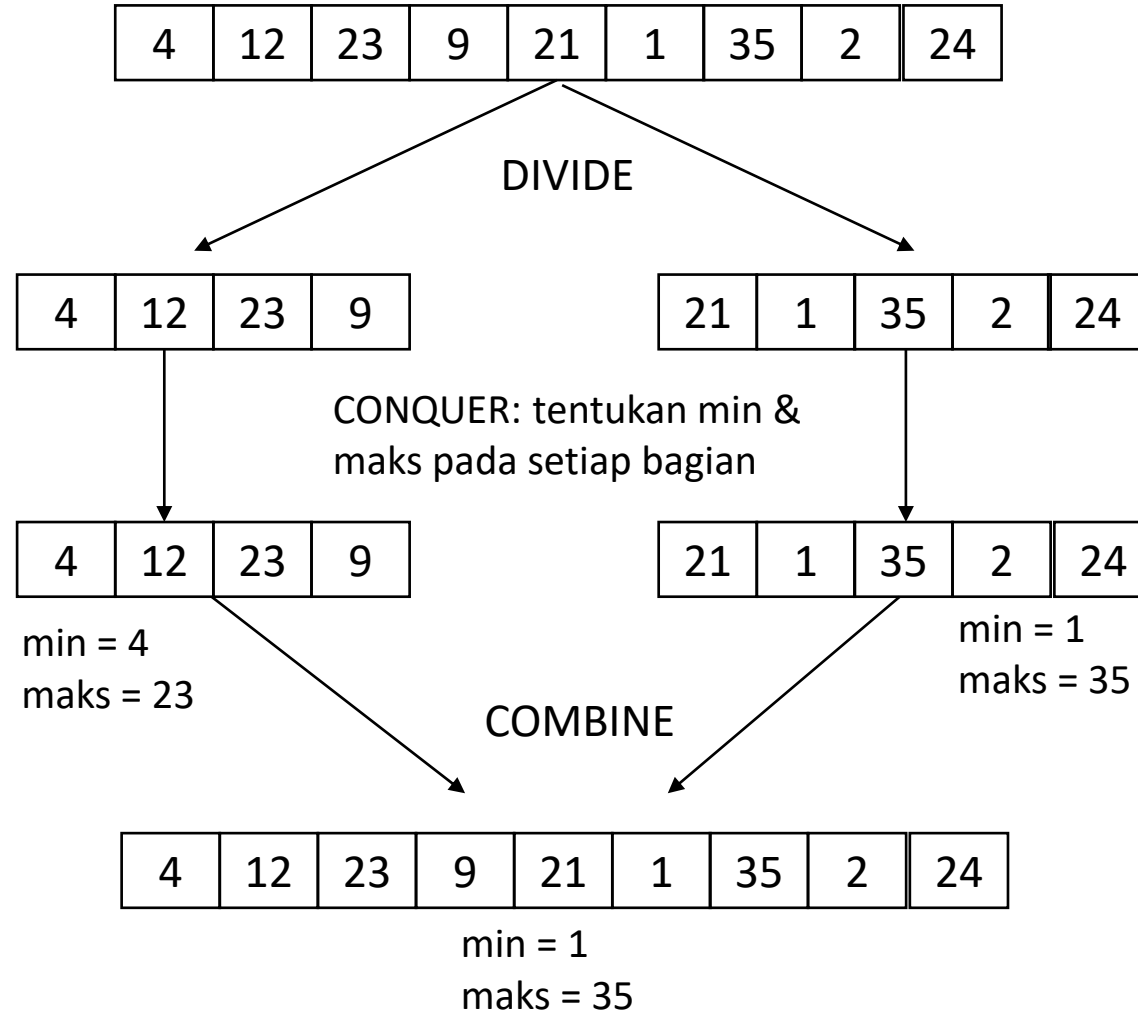 4 12 23 9 21 1 35 2 24
DIVIDE
4 12 23 9
21 1 35 2 24
CONQUER: tentukan min &
maks pada setiap bagian
4 12 23 9
21 1 35 2 24
min = 4
maks = 23
min = 1
maks = 35
COMBINE
4 12 23 9 21 1 35 2 24
min = 1
maks = 35